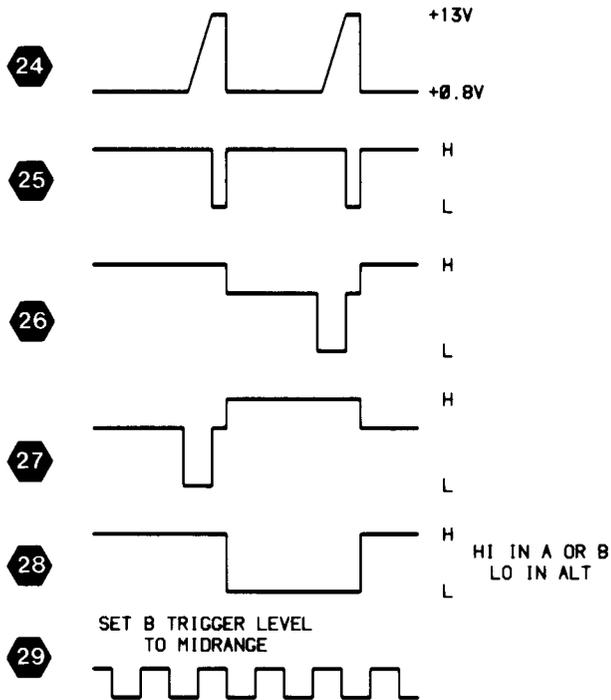 24
+13V
+0.8V
25
H
L
26
H
L
27
H
L
28
H
L
HI IN A OR B
LO IN ALT
SET B TRIGGER LEVEL
TO MIDRANGE
29